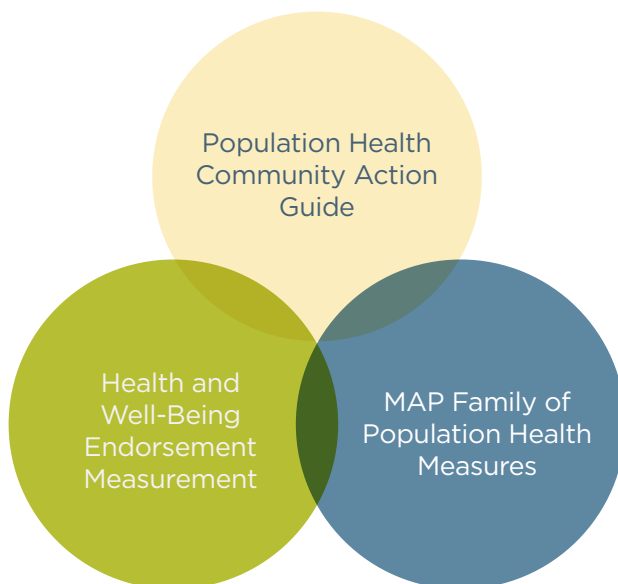 Population Health
Community Action
Guide
Health and
Well-Being
Endorsement
Measurement
MAP Family of
Population Health
Measures